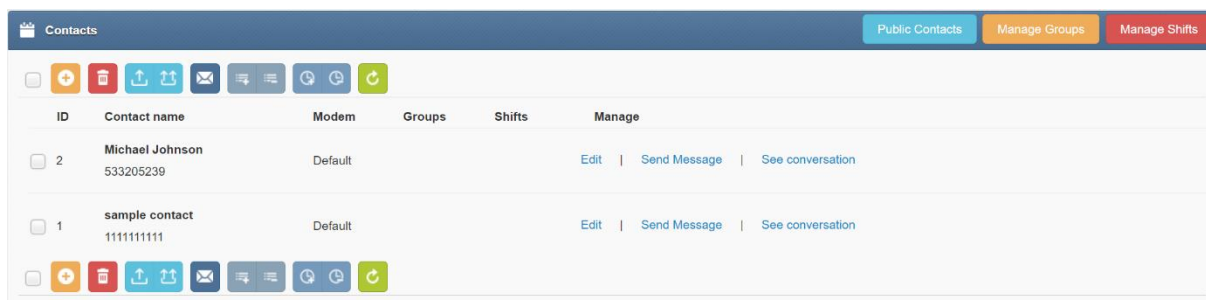 Contacts Public Contacts Manage Groups Manage Shifts
ID Contact name Modem Groups Shifts Manage
2 Michael Johnson Default Edit | Send Message | See conversation
533205239
1 sample contact Default Edit | Send Message | See conversation
1111111111